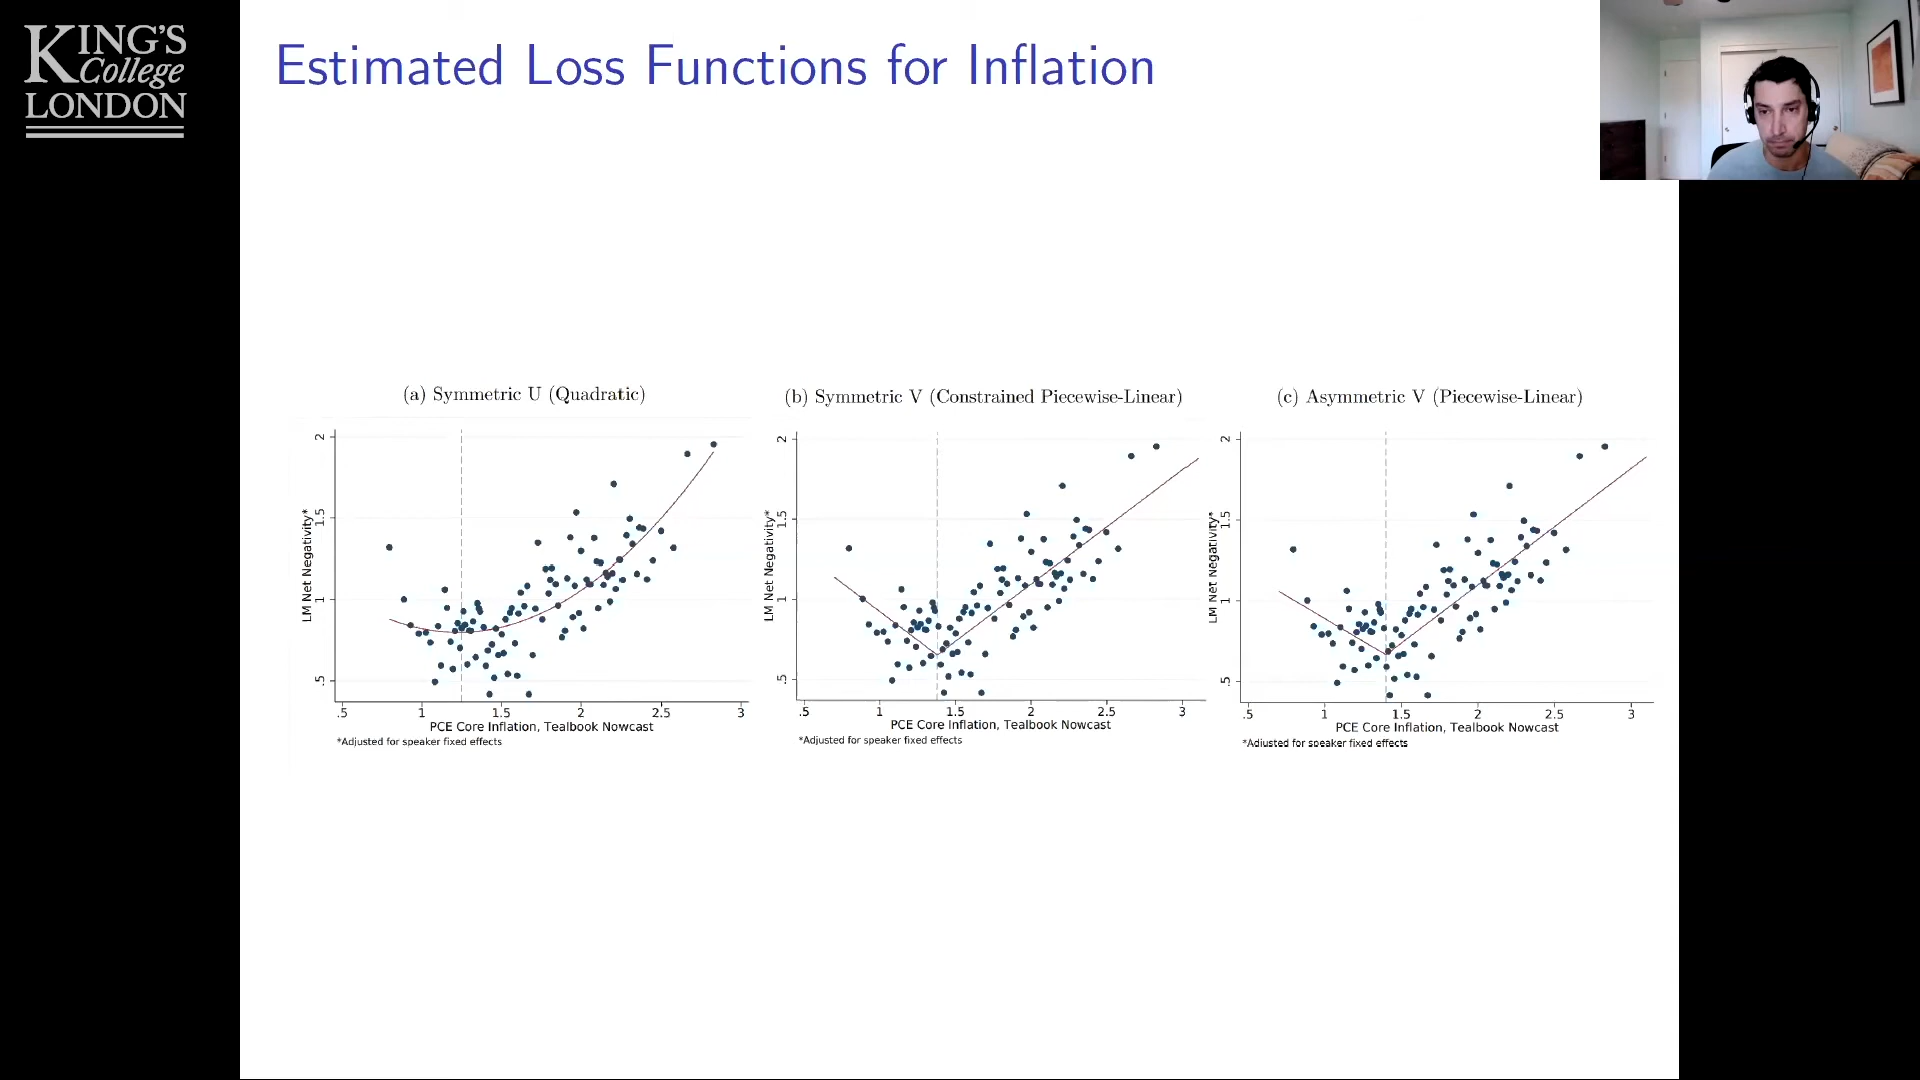 KING'S
College
LONDON
Estimated Loss Functions for Inflation
(a) Symmetric U (Quadratic)
2
1.5
1
.5
LM Net Negativity*
.5 1 1.5 2 2.5 3
PCE Core Inflation, Tealbook Nowcast
*Adjusted for speaker fixed effects
(b) Symmetric V (Constrained Piecewise-Linear)
2
1.5
1
.5
LM Net Negativity*
.5 1 1.5 2 2.5 3
PCE Core Inflation, Tealbook Nowcast
*Adjusted for speaker fixed effects
(c) Asymmetric V (Piecewise-Linear)
2
1.5
1
.5
LM Net Negativity*
.5 1 1.5 2 2.5 3
PCE Core Inflation, Tealbook Nowcast
*Adjusted for speaker fixed effects